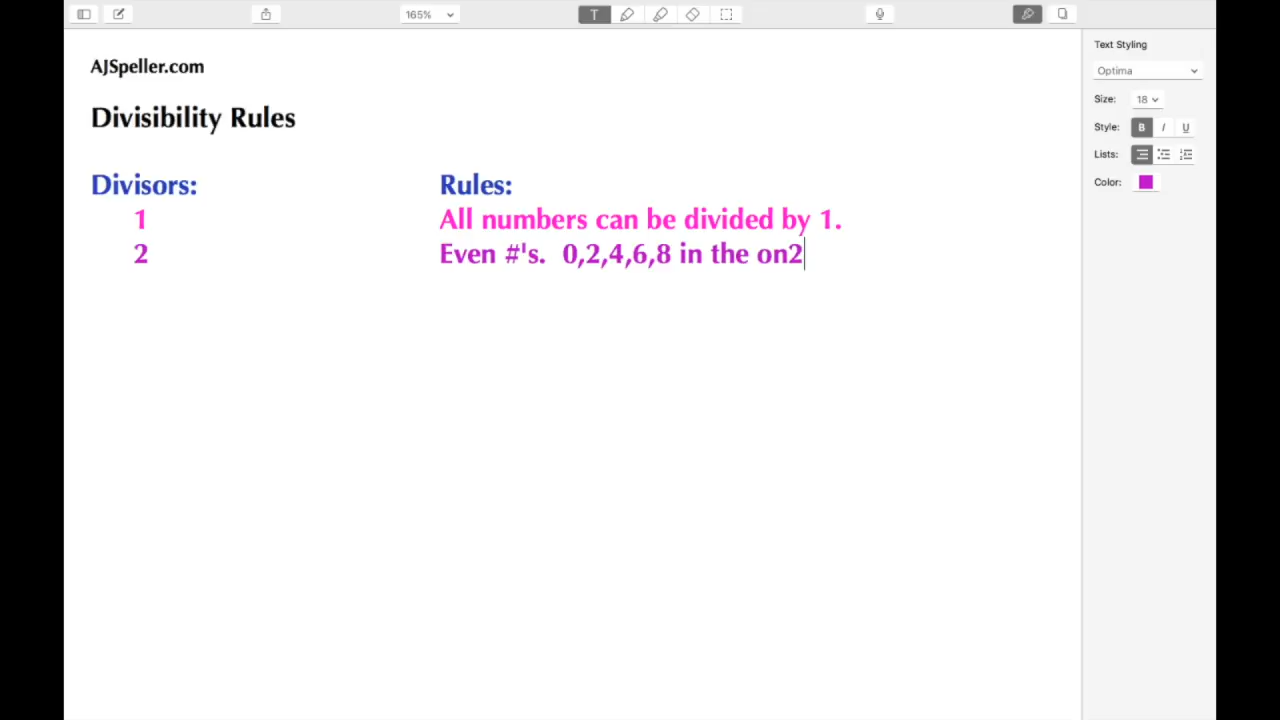 165%
T
AJSpeller.com
Divisibility Rules
Divisors: Rules:
1 All numbers can be divided by 1.
2 Even #'s. 0,2,4,6,8 in the on2
Text Styling
Optima
Size: 18
Style: B I U
Lists:
Color: